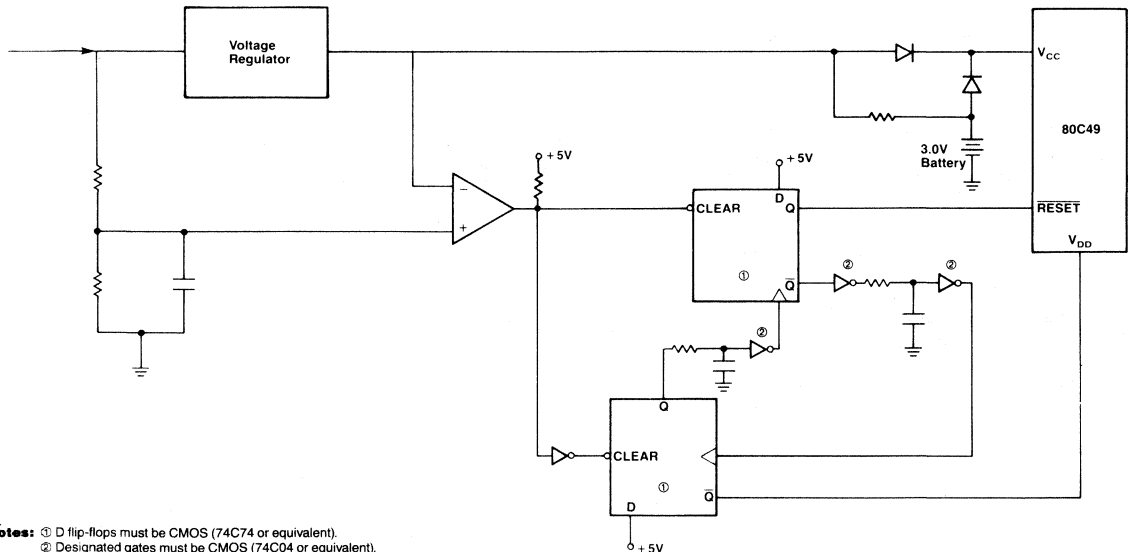 Voltage
Regulator
V_CC
80C49
3.0V
Battery
+5V
+5V
−
+
CLEAR
D
Q
RESET
V_DD
①
Q
②
②
②
Q
CLEAR
①
Q
D
+5V
otes: ① D flip-flops must be CMOS (74C74 or equivalent).
② Designated gates must be CMOS (74C04 or equivalent).